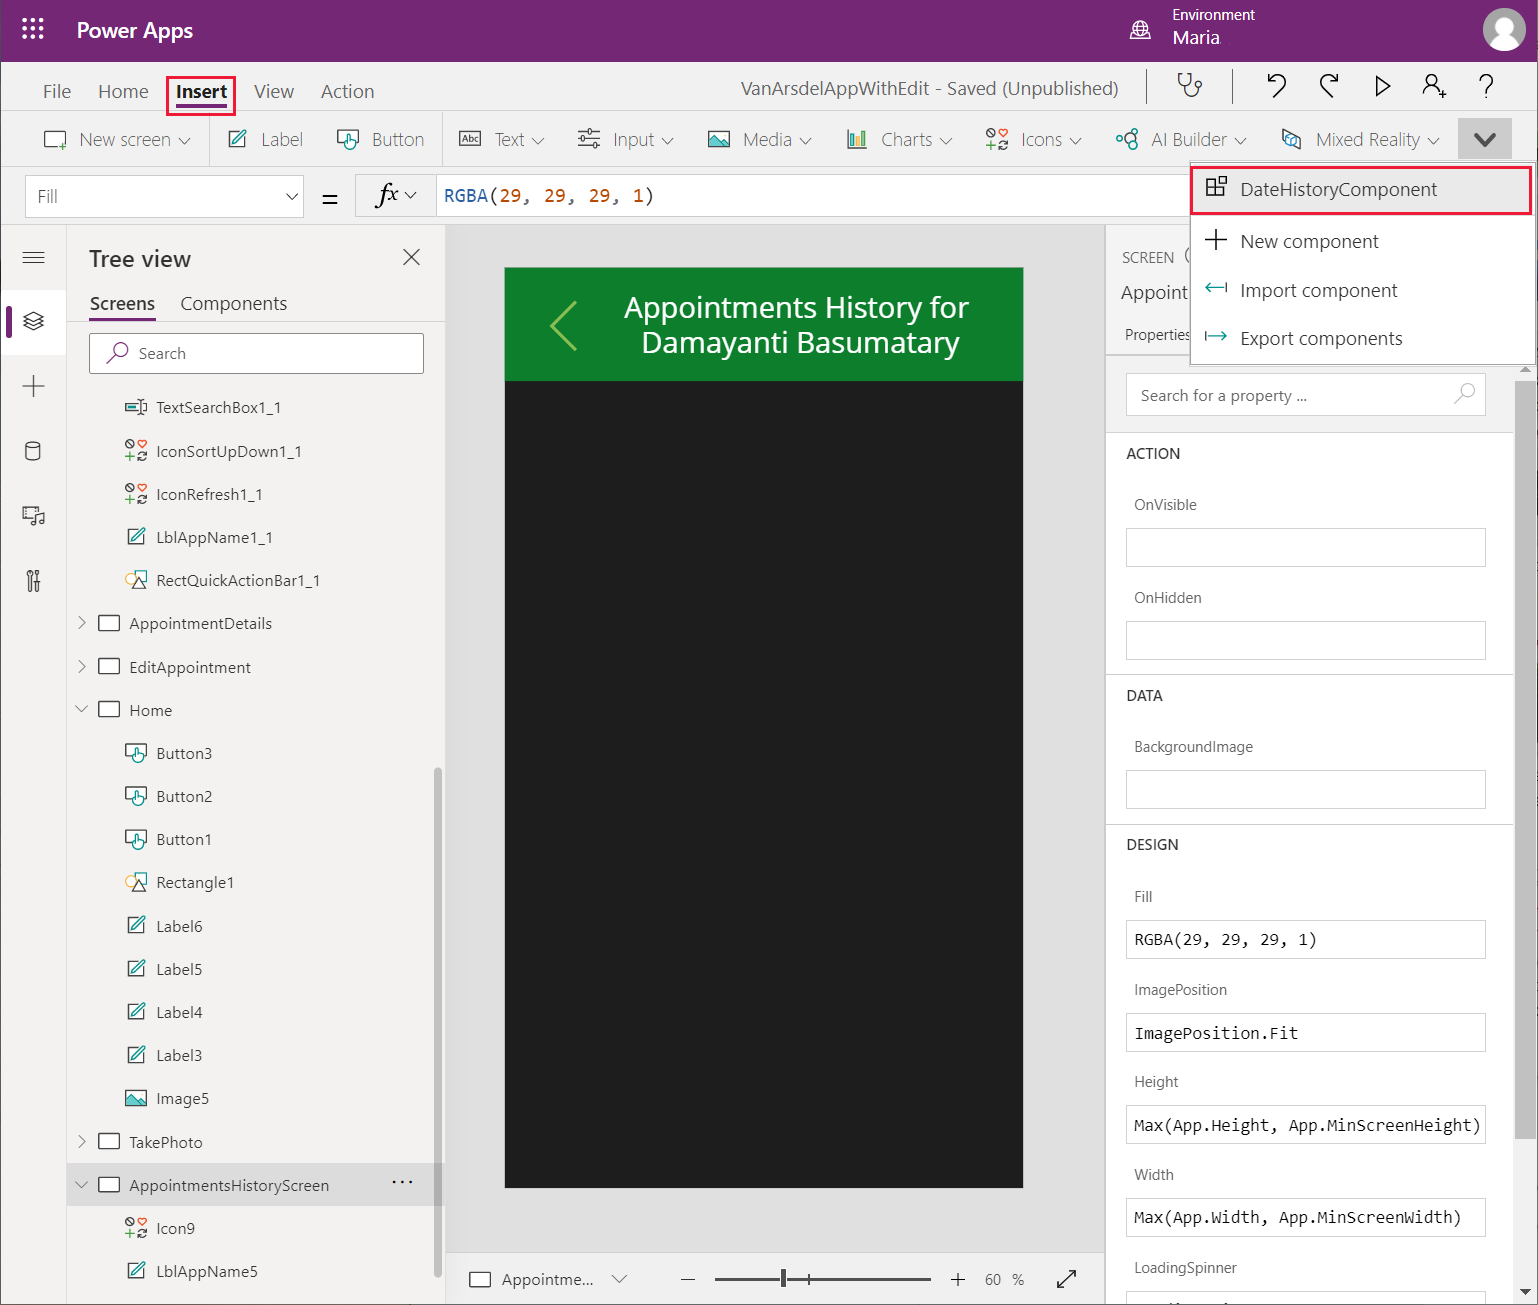 Power Apps
Environment
Maria
File Home Insert View Action
VanArsdelAppWithEdit - Saved (Unpublished)
New screen Label Button Text Input Media Charts Icons AI Builder Mixed Reality
Abc
Fill = fx RGBA(29, 29, 29, 1)
DateHistoryComponent
New component
Import component
Export components
Tree view
Screens Components
Search
TextSearchBox1_1
IconSortUpDown1_1
IconRefresh1_1
LblAppName1_1
RectQuickActionBar1_1
AppointmentDetails
EditAppointment
Home
Button3
Button2
Button1
Rectangle1
Label6
Label5
Label4
Label3
Image5
TakePhoto
AppointmentsHistoryScreen ...
Icon9
LblAppName5
Appointments History for
Damayanti Basumatary
Appointme...
60 %
SCREEN
Appoint
Properties
Search for a property ...
ACTION
OnVisible
OnHidden
DATA
BackgroundImage
DESIGN
Fill
RGBA(29, 29, 29, 1)
ImagePosition
ImagePosition.Fit
Height
Max(App.Height, App.MinScreenHeight)
Width
Max(App.Width, App.MinScreenWidth)
LoadingSpinner